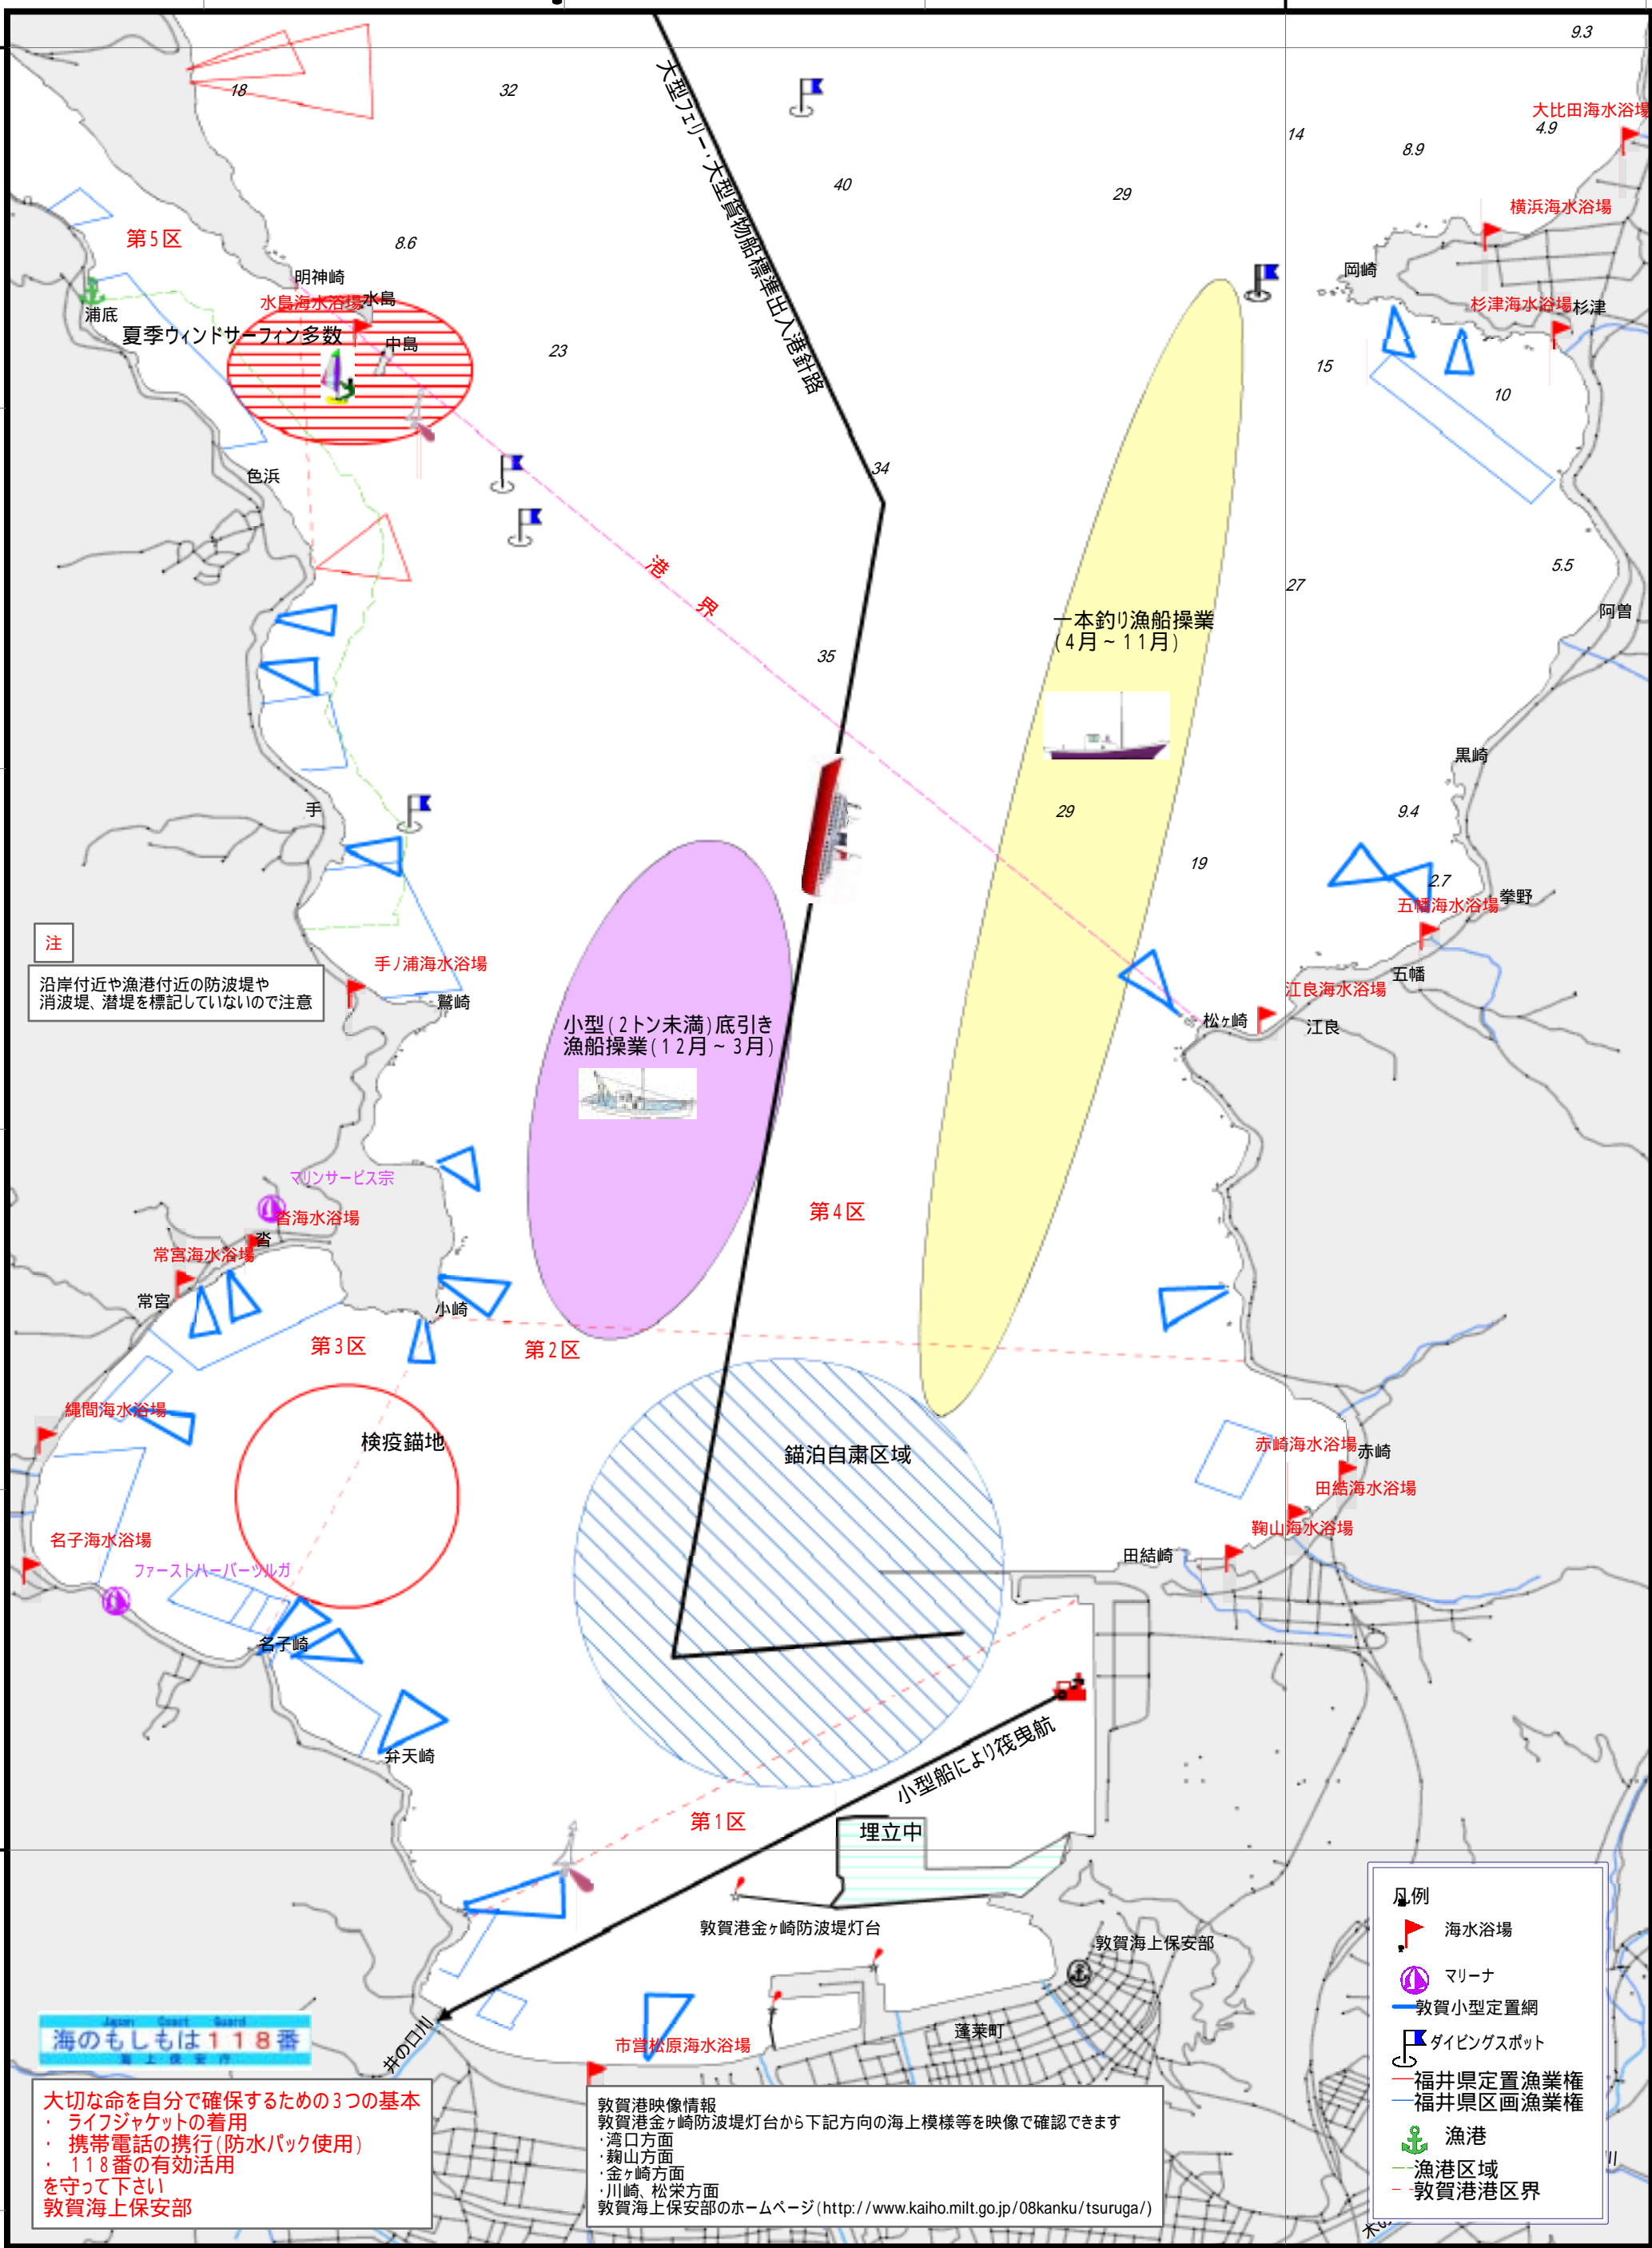 9.3
大比田海水浴場
4.9
18
32
14
8.9
大型フェリー・大型貨物船標準出入港針路
40
29
横浜海水浴場
第5区
8.6
岡崎
明神崎
水島海水浴場
水島
杉津海水浴場
杉津
浦底
夏季ウィンドサーフィン多数
中島
23
15
10
34
色浜
港
界
5.5
27
阿曽
一本釣り漁船操業
(4月~11月)
35
黒崎
手
29
9.4
19
2.7
挙野
五幡海水浴場
注
手ノ浦海水浴場
沿岸付近や漁港付近の防波堤や
消波堤、潜堤を標記していないので注意
五幡
江良海水浴場
鷲崎
松ヶ崎
江良
小型(2トン未満)底引き
漁船操業(12月~3月)
マリンサービス宗
沓海水浴場
第4区
沓
常宮海水浴場
常宮
小崎
第3区
第2区
縄間海水浴場
検疫錨地
錨泊自粛区域
赤崎海水浴場
赤崎
田結海水浴場
名子海水浴場
鞠山海水浴場
ファーストハーバーツルガ
田結崎
名子崎
弁天崎
小型船により筏曳航
第1区
埋立中
敦賀港金ヶ崎防波堤灯台
敦賀海上保安部
蓬莱町
井の口川
市営松原海水浴場
凡例
海水浴場
マリーナ
敦賀小型定置網
ダイビングスポット
福井県定置漁業権
福井県区画漁業権
漁港
漁港区域
敦賀港港区界
Japan Coast Guard
海のもしもは118番
海上保安庁
大切な命を自分で確保するための3つの基本
・ ライフジャケットの着用
・ 携帯電話の携行(防水パック使用)
・ 118番の有効活用
を守って下さい
敦賀海上保安部
敦賀港映像情報
敦賀港金ヶ崎防波堤灯台から下記方向の海上模様等を映像で確認できます
・湾口方面
・鞠山方面
・金ヶ崎方面
・川崎、松栄方面
敦賀海上保安部のホームページ(http://www.kaiho.milt.go.jp/08kanku/tsuruga/)